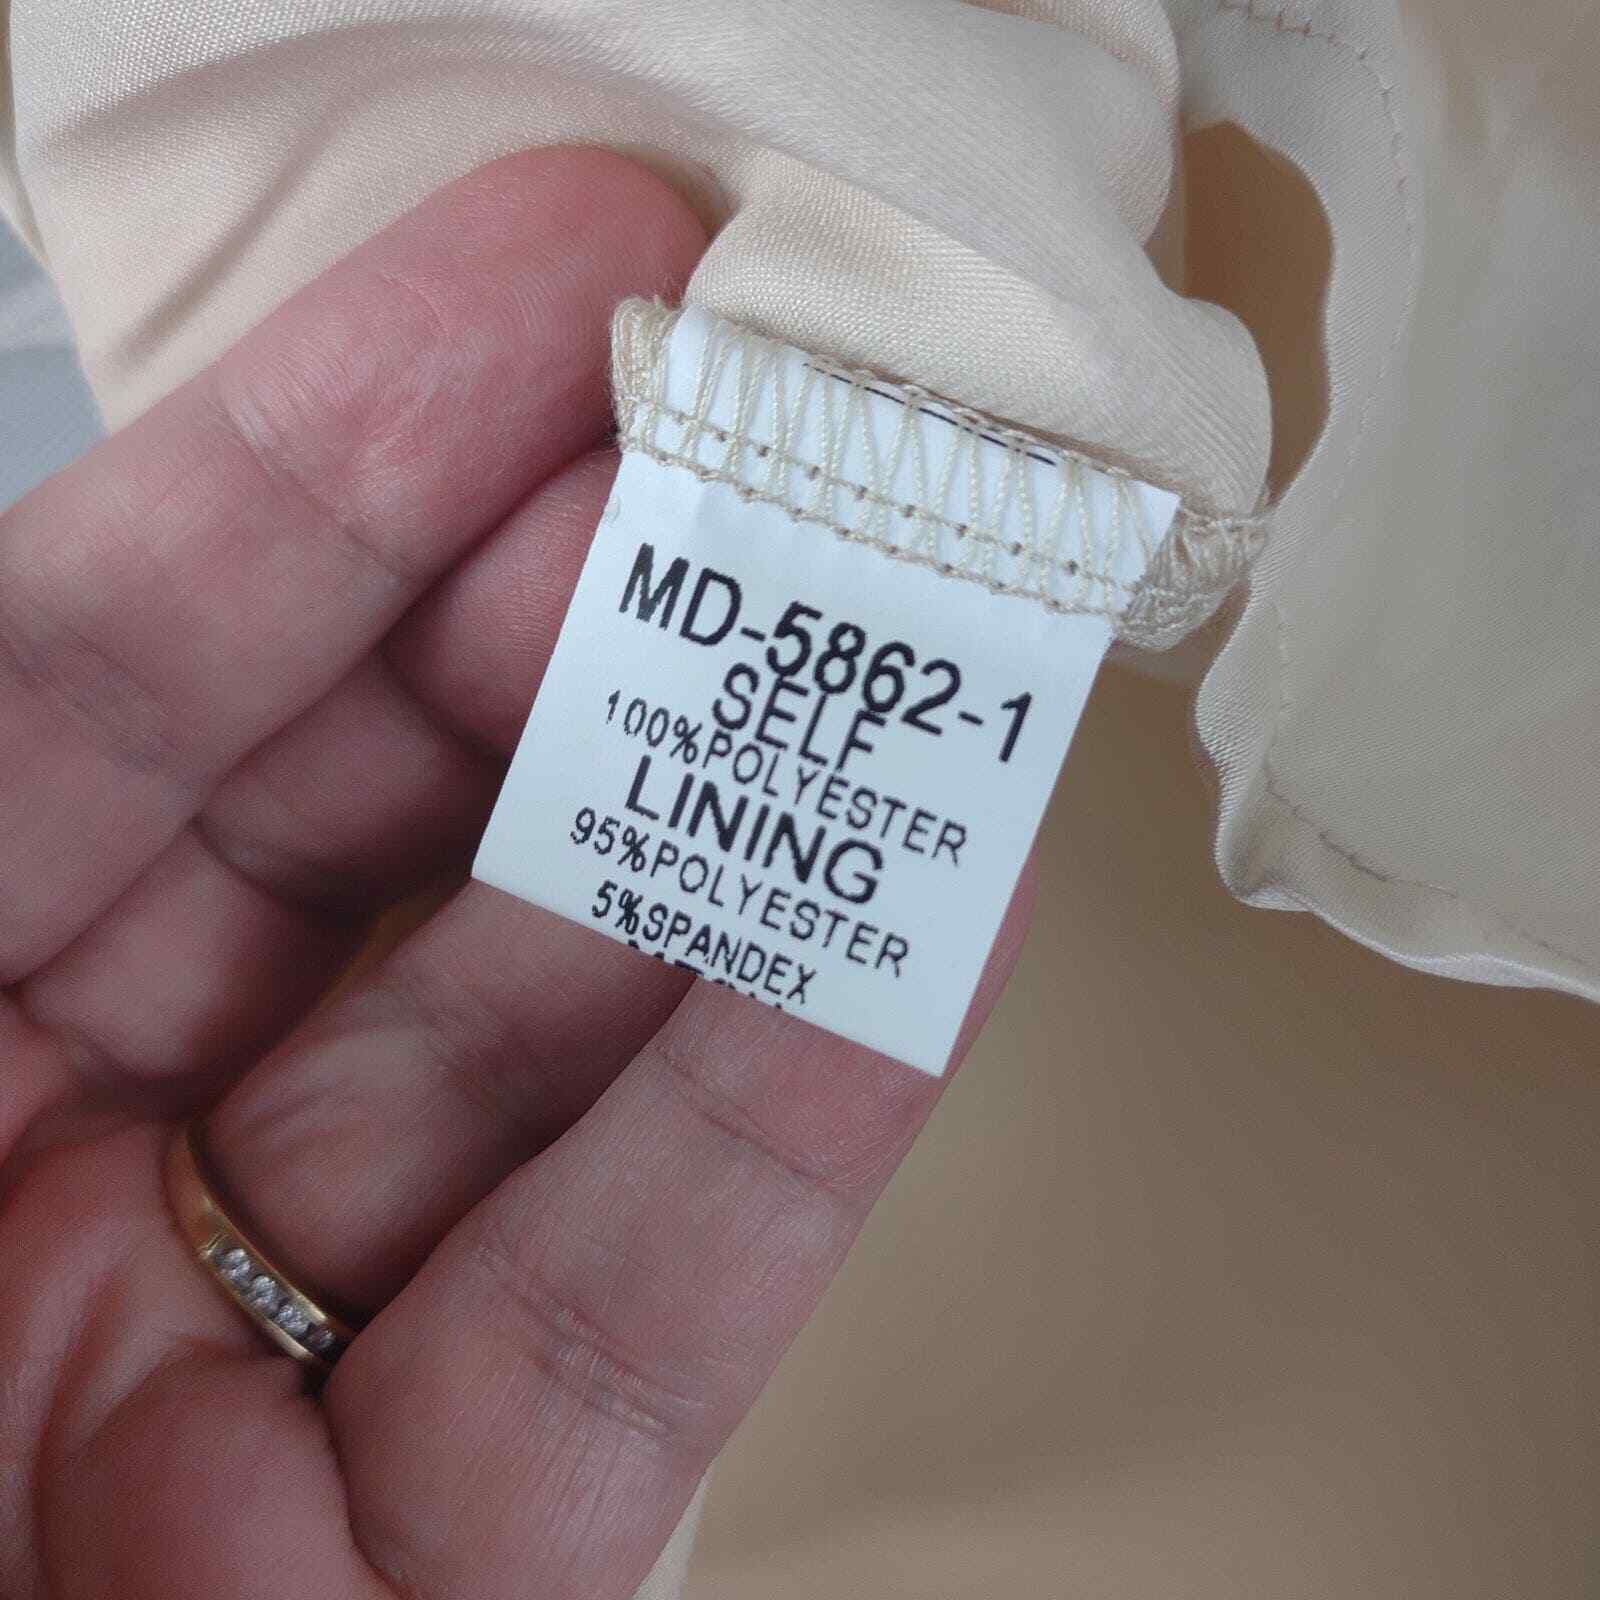 MD-5862-1
SELF
100%POLYESTER
LINING
95%POLYESTER
5%SPANDEX